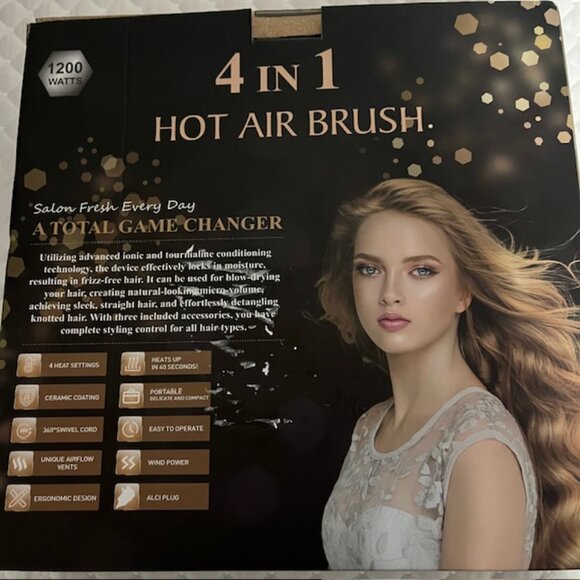 1200
WATTS
4 IN 1
HOT AIR BRUSH
Salon Fresh Every Day
A TOTAL GAME CHANGER
Utilizing advanced ionic and tourmaline conditioning
technology, the device effectively locks in moisture,
resulting in frizz-free hair. It can be used for blow-drying
your hair, creating natural-looking micro-volume,
achieving sleek, straight hair, and effortlessly detangling
knotted hair. With three included accessories, you have
complete styling control for all hair types.
4 HEAT SETTINGS
HEATS UP
IN 40 SECONDS!
CERAMIC COATING
PORTABLE
DELICATE AND COMPACT
360°
360°SWIVEL CORD
EASY TO OPERATE
UNIQUE AIRFLOW
VENTS
WIND POWER
ERGONOMIC DESIGN
ALCI PLUG